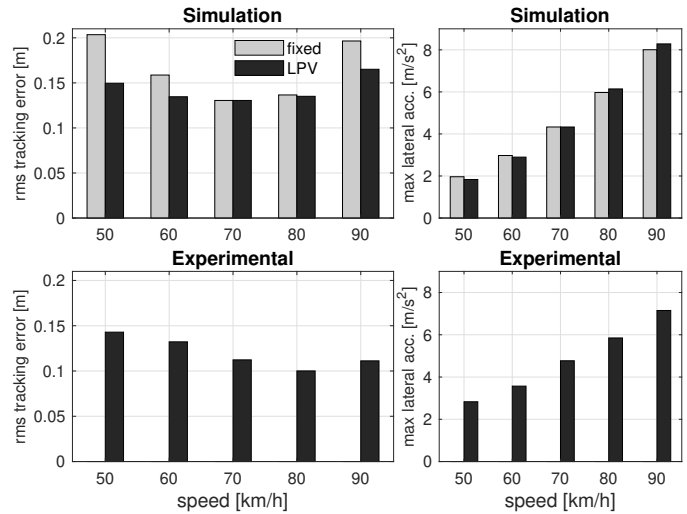 Simulation
rms tracking error [m]
0.2
0.15
0.1
0.05
0
fixed
LPV
50 60 70 80 90
Simulation
max lateral acc. [m/s²]
8
6
4
2
0
50 60 70 80 90
Experimental
rms tracking error [m]
0.2
0.15
0.1
0.05
0
50 60 70 80 90
speed [km/h]
Experimental
max lateral acc. [m/s²]
8
6
4
2
0
50 60 70 80 90
speed [km/h]